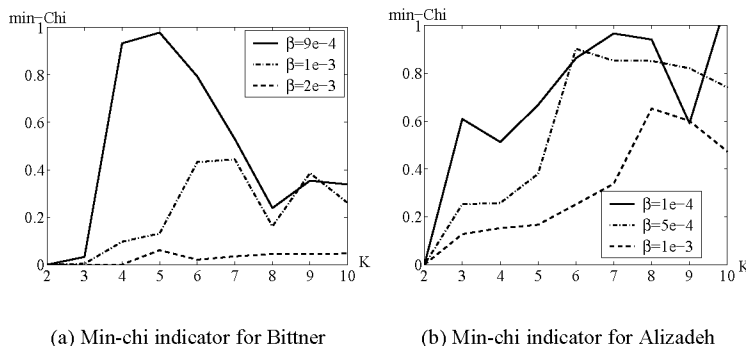 min-Chi
1
0.8
0.6
0.4
0.2
0
2 3 4 5 6 7 8 9 10
K
β=9e-4
β=1e-3
β=2e-3
(a) Min-chi indicator for Bittner
min-Chi
1
0.8
0.6
0.4
0.2
0
2 3 4 5 6 7 8 9 10
K
β=1e-4
β=5e-4
β=1e-3
(b) Min-chi indicator for Alizadeh